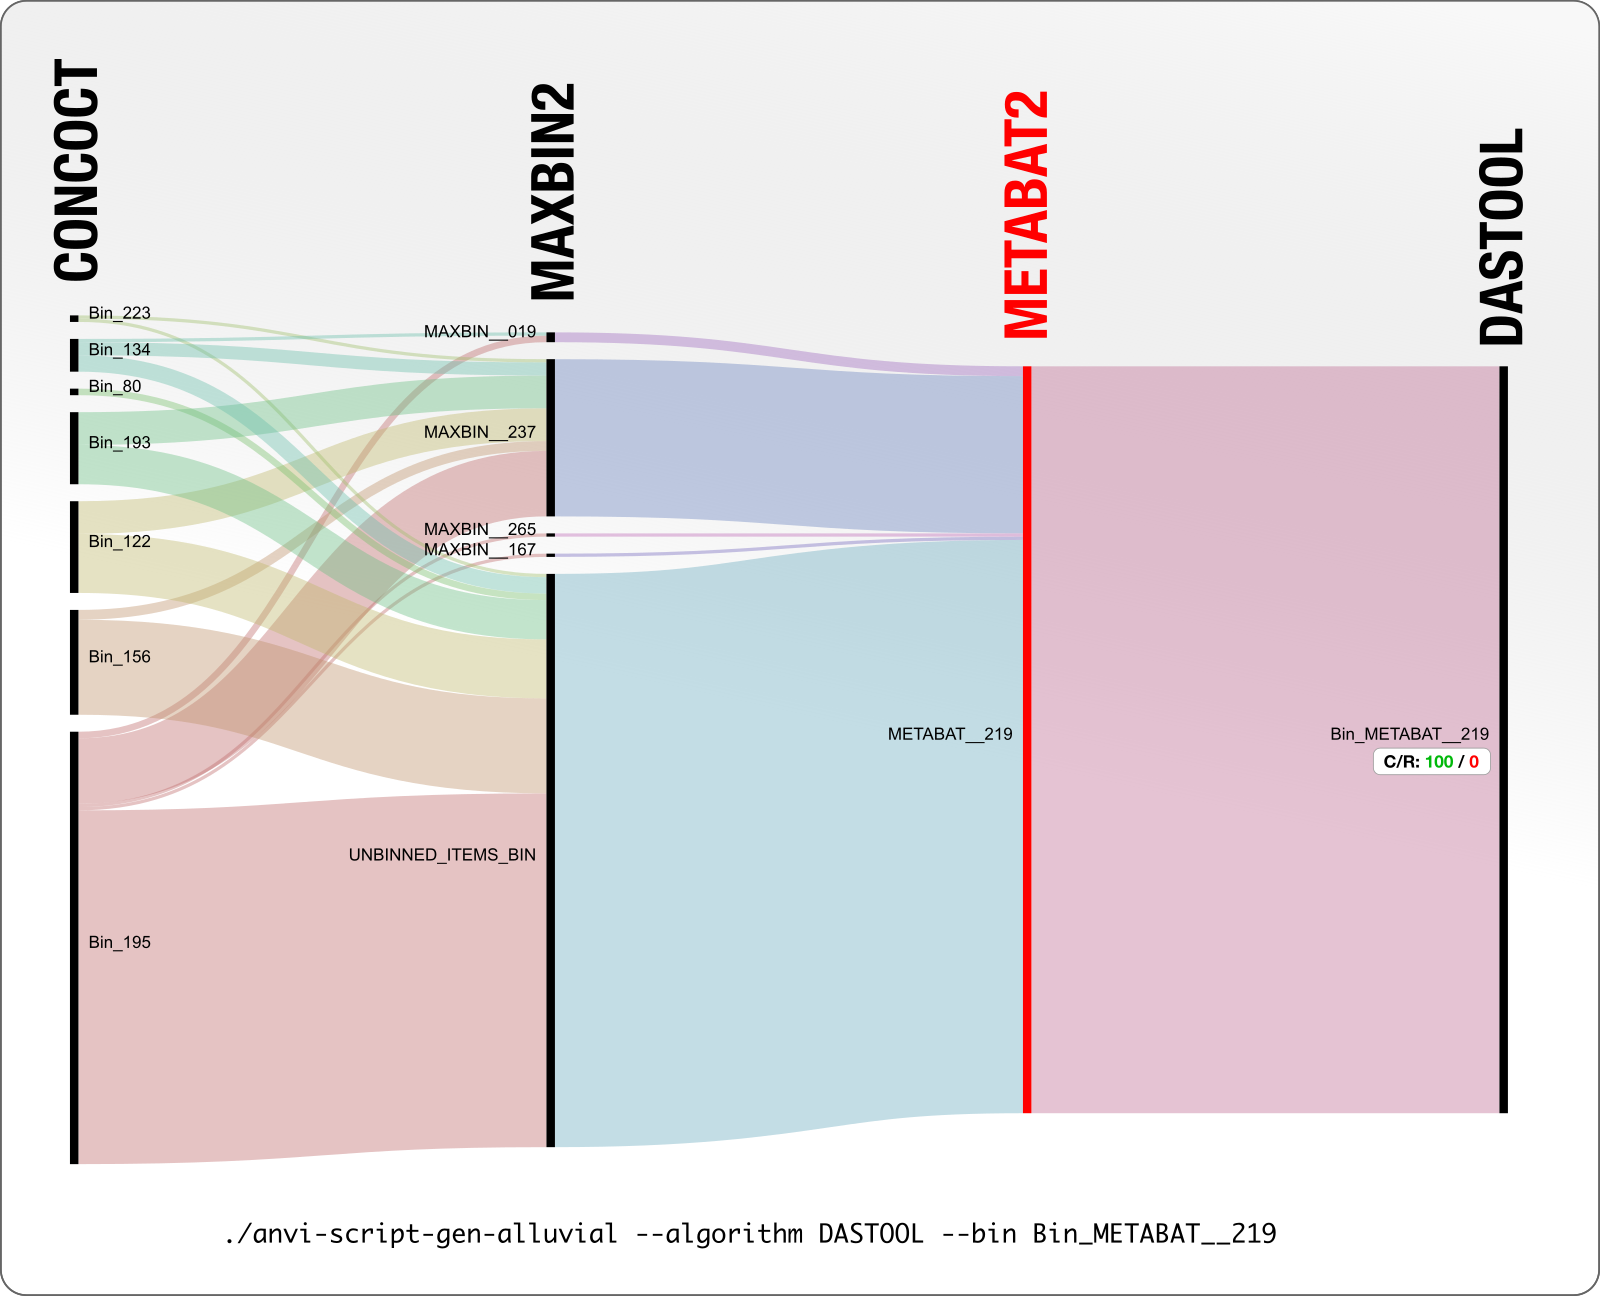 CONCOCT
MAXBIN2
METABAT2
DASTOOL
Bin_223
Bin_134
Bin_80
Bin_193
Bin_122
Bin_156
Bin_195
MAXBIN__019
MAXBIN__237
MAXBIN__265
MAXBIN__167
UNBINNED_ITEMS_BIN
METABAT__219
Bin_METABAT__219
C/R: 100 / 0
./anvi-script-gen-alluvial --algorithm DASTOOL --bin Bin_METABAT__219